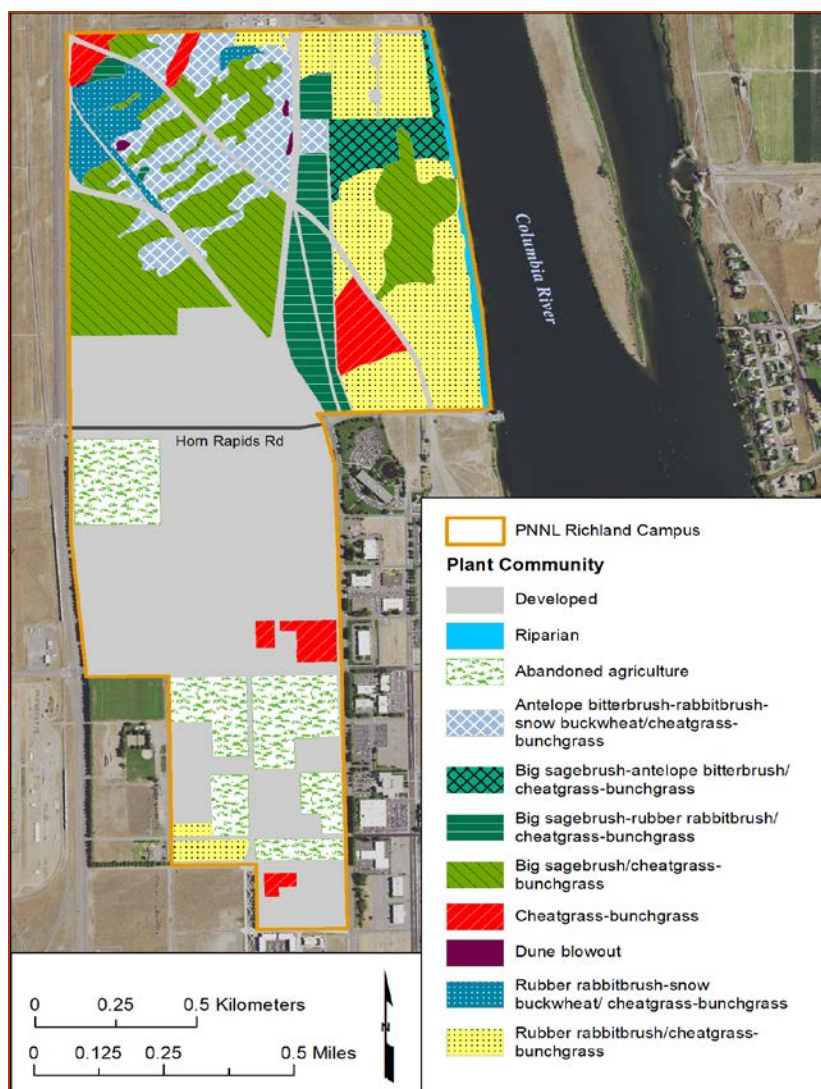 Columbia River
Horn Rapids Rd
PNNL Richland Campus
Plant Community
Developed
Riparian
Abandoned agriculture
Antelope bitterbrush-rabbitbrush-
snow buckwheat/cheatgrass-
bunchgrass
Big sagebrush-antelope bitterbrush/
cheatgrass-bunchgrass
Big sagebrush-rubber rabbitbrush/
cheatgrass-bunchgrass
Big sagebrush/cheatgrass-
bunchgrass
Cheatgrass-bunchgrass
Dune blowout
Rubber rabbitbrush-snow
buckwheat/ cheatgrass-bunchgrass
Rubber rabbitbrush/cheatgrass-
bunchgrass
0 0.25 0.5 Kilometers
0 0.125 0.25 0.5 Miles
N